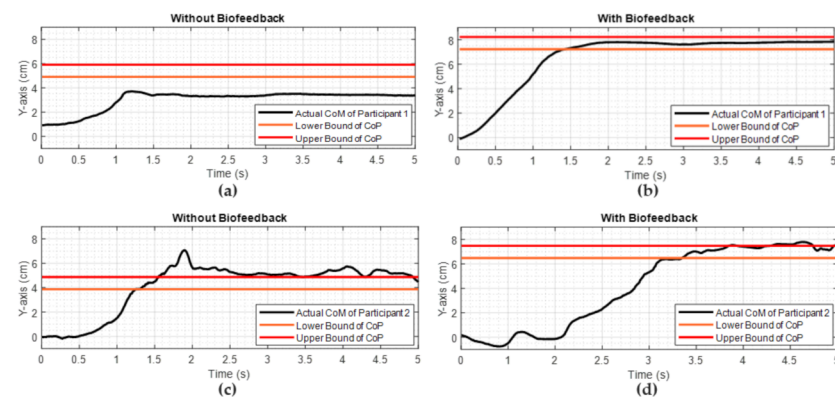 Without Biofeedback
8
6
4
2
0
Y-axis (cm)
Actual CoM of Participant 1
Lower Bound of CoP
Upper Bound of CoP
0 0.5 1 1.5 2 2.5 3 3.5 4 4.5 5
Time (s)
(a)
With Biofeedback
8
6
4
2
0
Y-axis (cm)
Actual CoM of Participant 1
Lower Bound of CoP
Upper Bound of CoP
0 0.5 1 1.5 2 2.5 3 3.5 4 4.5 5
Time (s)
(b)
Without Biofeedback
8
6
4
2
0
Y-axis (cm)
Actual CoM of Participant 2
Lower Bound of CoP
Upper Bound of CoP
0 0.5 1 1.5 2 2.5 3 3.5 4 4.5 5
Time (s)
(c)
With Biofeedback
8
6
4
2
0
Y-axis (cm)
Actual CoM of Participant 2
Lower Bound of CoP
Upper Bound of CoP
0 0.5 1 1.5 2 2.5 3 3.5 4 4.5 5
Time (s)
(d)